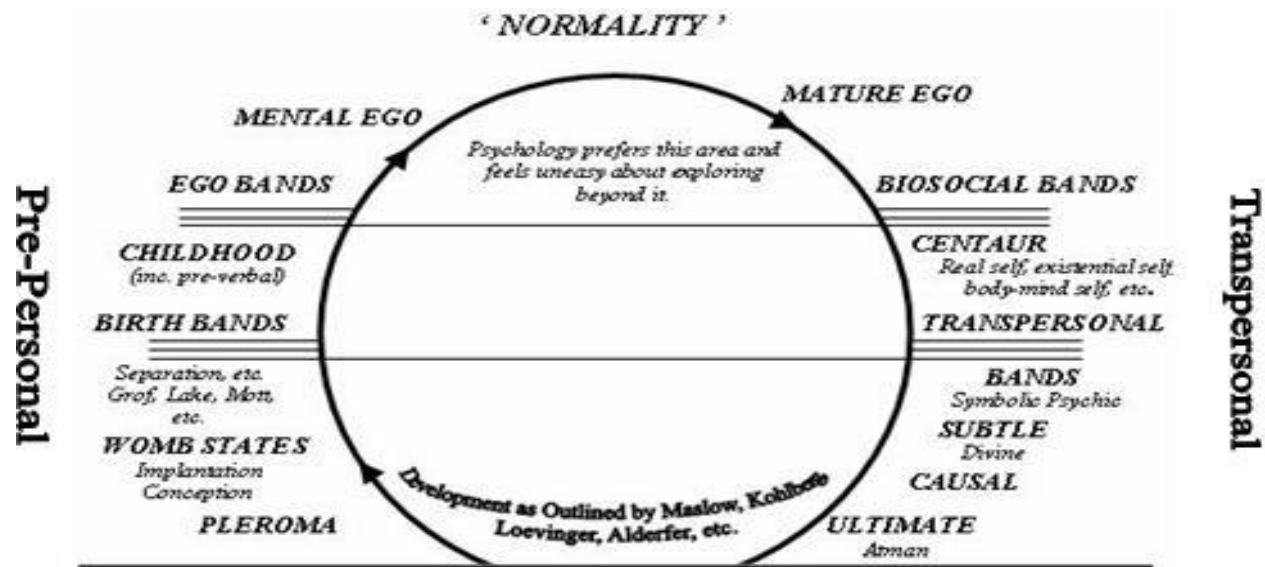 ‘ NORMALITY ’
MENTAL EGO
MATURE EGO
Psychology prefers this area and
feels uneasy about exploring
beyond it.
EGO BANDS
BIOSOCIAL BANDS
CHILDHOOD
(inc. pre-verbal)
CENTAUR
Real self, existential self
body-mind self, etc.
BIRTH BANDS
TRANSPERSONAL
Separation, etc.
Grof, Lake, Mott,
etc.
BANDS
Symbolic Psychic
WOMB STATES
Implantation
Conception
SUBTLE
Divine
CAUSAL
PLEROMA
Development as Outlined by Maslow, Kohlberg
Loevinger, Alderfer, etc.
ULTIMATE
Atman
Pre-Personal
Transpersonal